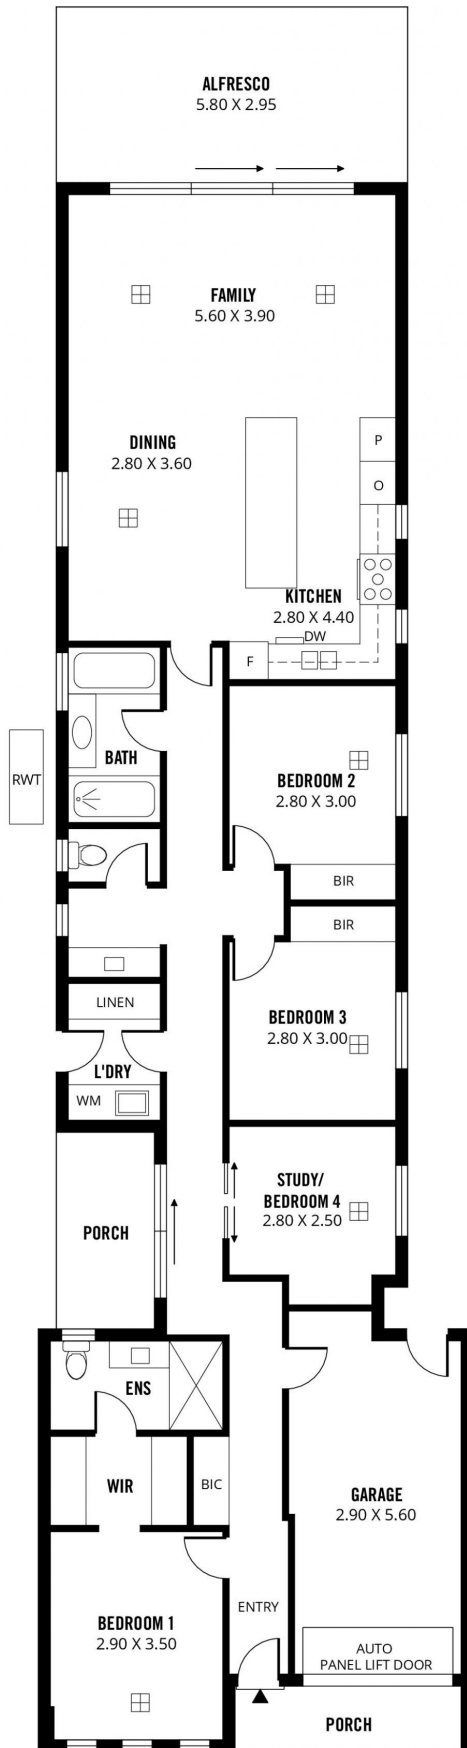 ALFRESCO
5.80 X 2.95
FAMILY
5.60 X 3.90
DINING
2.80 X 3.60
P
O
KITCHEN
2.80 X 4.40
DW
F
BATH
RWT
BEDROOM 2
2.80 X 3.00
BIR
BIR
LINEN
BEDROOM 3
2.80 X 3.00
L'DRY
WM
STUDY/
BEDROOM 4
2.80 X 2.50
PORCH
ENS
WIR
BIC
GARAGE
2.90 X 5.60
ENTRY
BEDROOM 1
2.90 X 3.50
AUTO
PANEL LIFT DOOR
PORCH